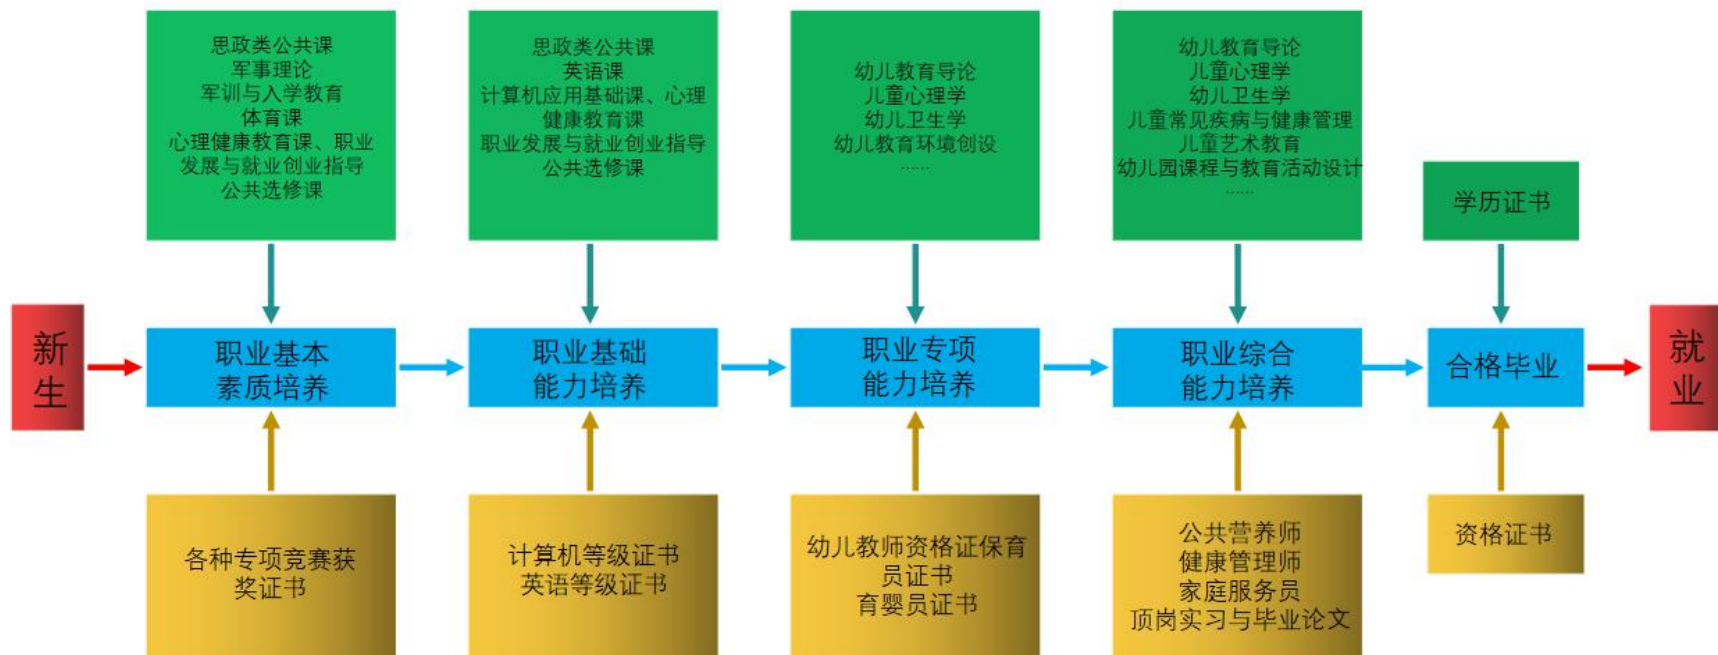 思政类公共课
军事理论
军训与入学教育
体育课
心理健康教育课、职业
发展与就业创业指导
公共选修课
思政类公共课
英语课
计算机应用基础课、心理
健康教育课
职业发展与就业创业指导
公共选修课
幼儿教育导论
儿童心理学
幼儿卫生学
幼儿教育环境创设
……
幼儿教育导论
儿童心理学
幼儿卫生学
儿童常见疾病与健康管理
儿童艺术教育
幼儿园课程与教育活动设计
……
学历证书
新
生
职业基本
素质培养
职业基础
能力培养
职业专项
能力培养
职业综合
能力培养
合格毕业
就
业
各种专项竞赛获
奖证书
计算机等级证书
英语等级证书
幼儿教师资格证保育
员证书
育婴员证书
公共营养师
健康管理师
家庭服务员
顶岗实习与毕业论文
资格证书